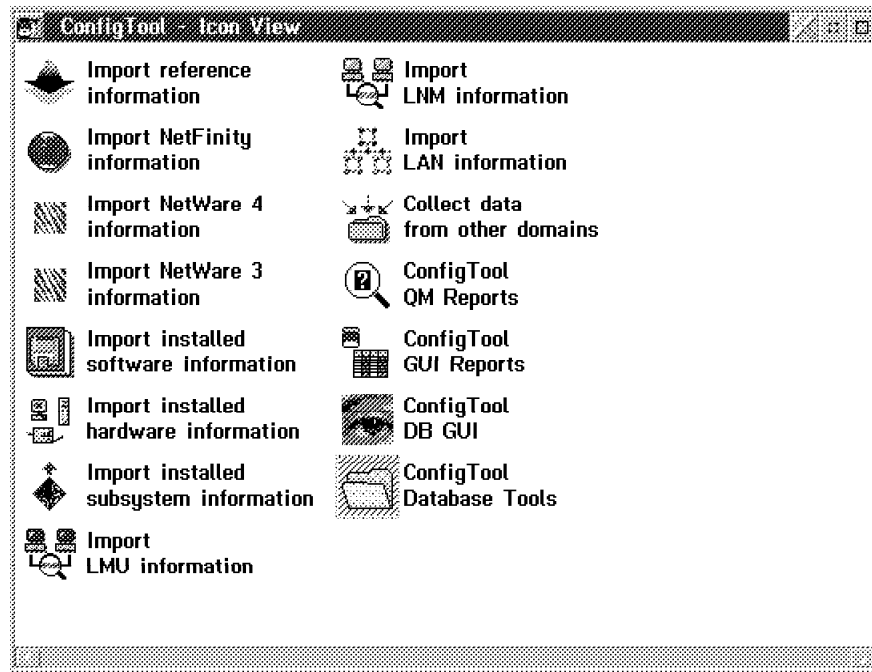 ConfigTool - Icon View
Import reference
information
Import NetFinity
information
Import NetWare 4
information
Import NetWare 3
information
Import installed
software information
Import installed
hardware information
Import installed
subsystem information
Import
LMU information
Import
LNM information
Import
LAN information
Collect data
from other domains
ConfigTool
QM Reports
ConfigTool
GUI Reports
ConfigTool
DB GUI
ConfigTool
Database Tools